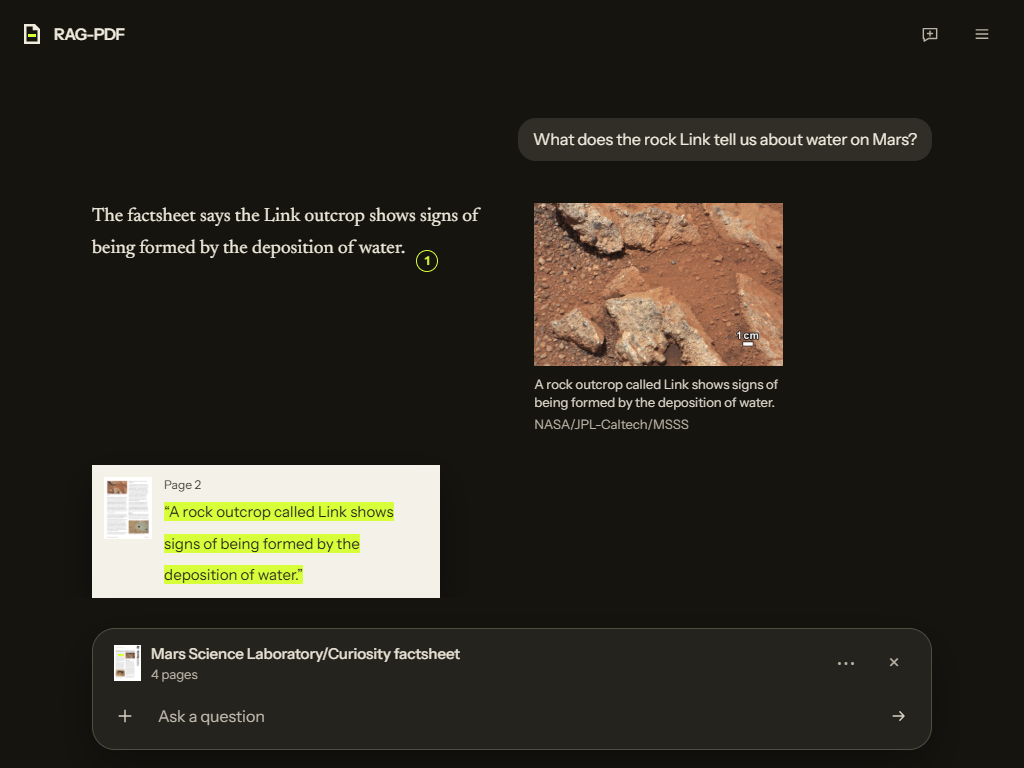 RAG-PDF
What does the rock Link tell us about water on Mars?
The factsheet says the Link outcrop shows signs of
being formed by the deposition of water.
1
1 cm
A rock outcrop called Link shows signs of
being formed by the deposition of water.
NASA/JPL-Caltech/MSSS
Page 2
“A rock outcrop called Link shows
signs of being formed by the
deposition of water.”
Mars Science Laboratory/Curiosity factsheet
4 pages
Ask a question